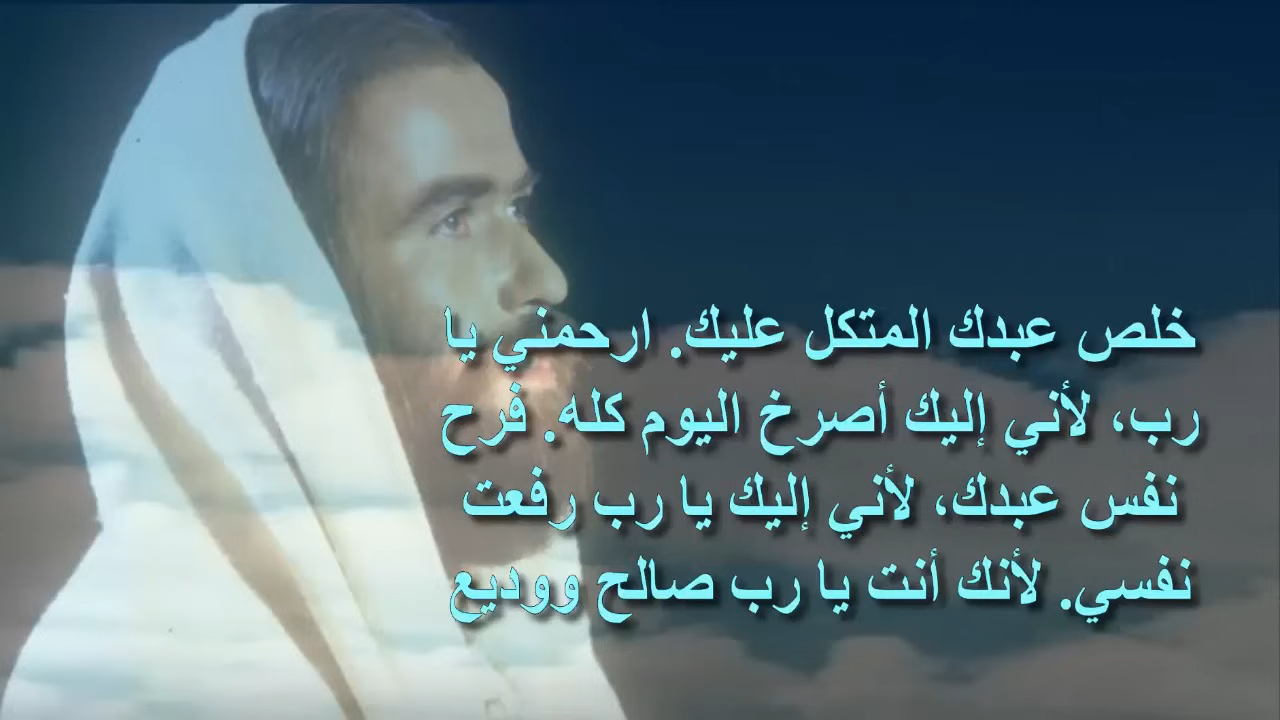 خلص عبدك المتكل عليك. ارحمني يا
رب، لأني إليك أصرخ اليوم كله. فرح
نفس عبدك، لأني إليك يا رب رفعت
نفسي. لأنك أنت يا رب صالح ووديع